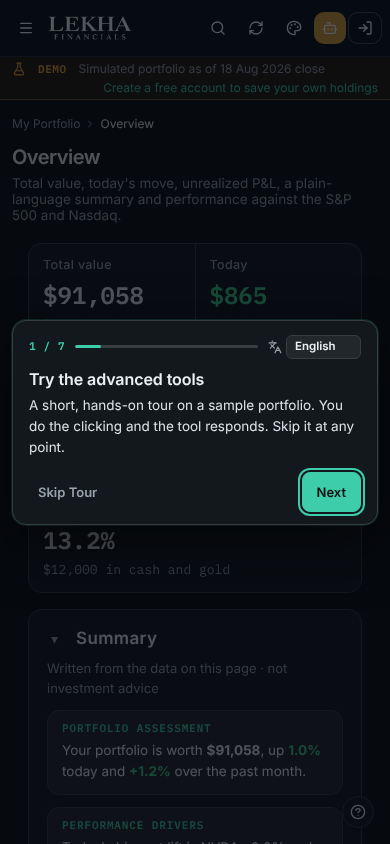 LEKHA
FINANCIALS
DEMO Simulated portfolio as of 18 Aug 2026 close
Create a free account to save your own holdings
My Portfolio > Overview
Overview
Total value, today's move, unrealized P&L, a plain-
language summary and performance against the S&P
500 and Nasdaq.
Total value
Today
$91,058
$865
1 / 7
English
Try the advanced tools
A short, hands-on tour on a sample portfolio. You
do the clicking and the tool responds. Skip it at any
point.
Skip Tour
Next
13.2%
$12,000 in cash and gold
Summary
Written from the data on this page · not
investment advice
PORTFOLIO ASSESSMENT
Your portfolio is worth $91,058, up 1.0%
today and +1.2% over the past month.
PERFORMANCE DRIVERS